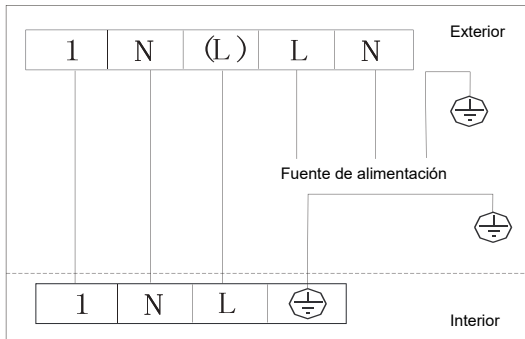 Exterior
1 N (L) L N
Fuente de alimentación
1 N L
Interior